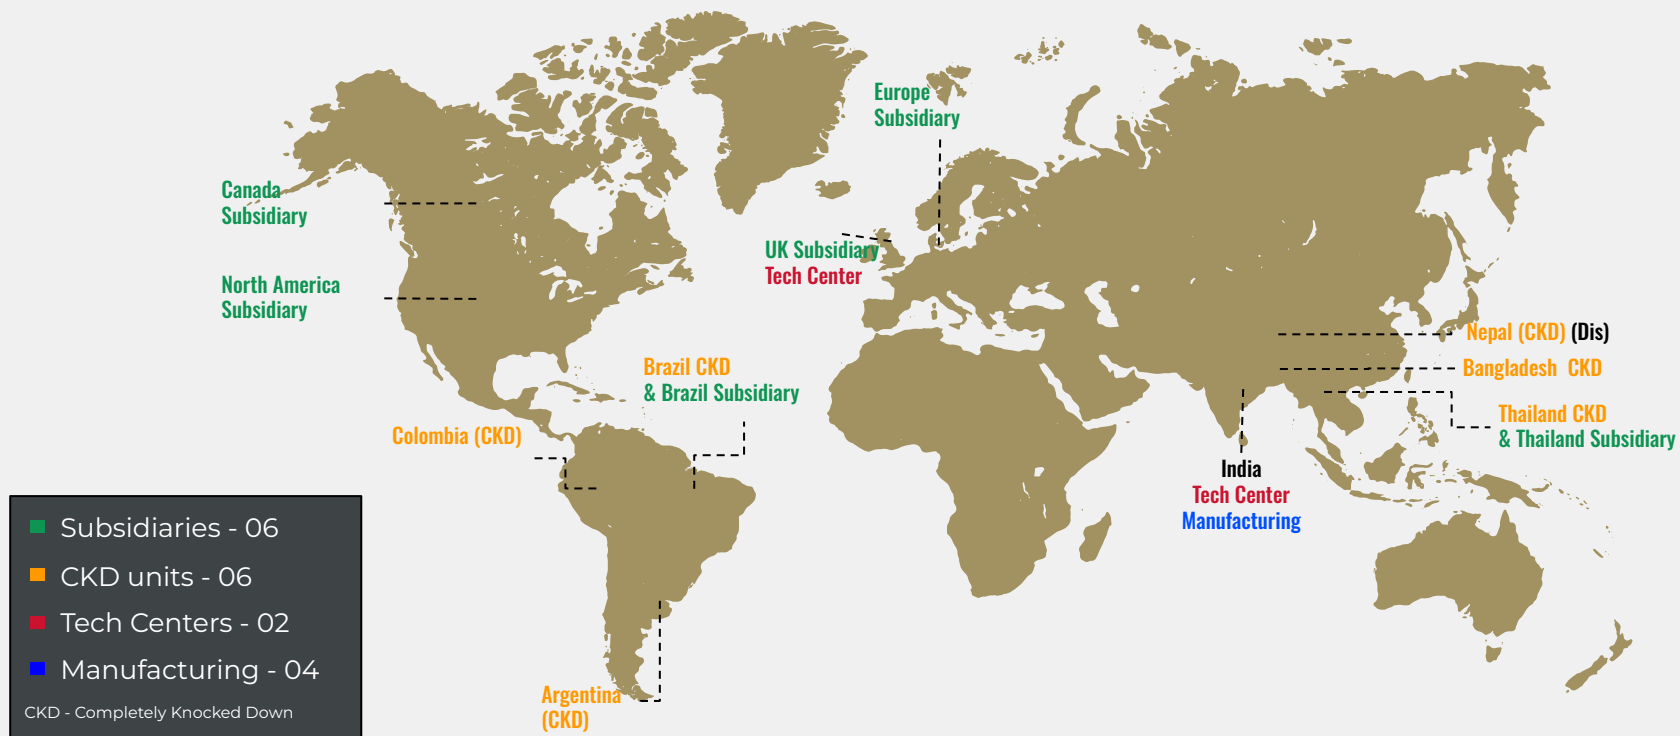 Europe
Subsidiary
Canada
Subsidiary
UK Subsidiary
Tech Center
North America
Subsidiary
Nepal (CKD) (Dis)
Bangladesh CKD
Brazil CKD
& Brazil Subsidiary
Thailand CKD
& Thailand Subsidiary
Colombia (CKD)
India
Tech Center
Manufacturing
Argentina
(CKD)
Subsidiaries - 06
CKD units - 06
Tech Centers - 02
Manufacturing - 04
CKD - Completely Knocked Down